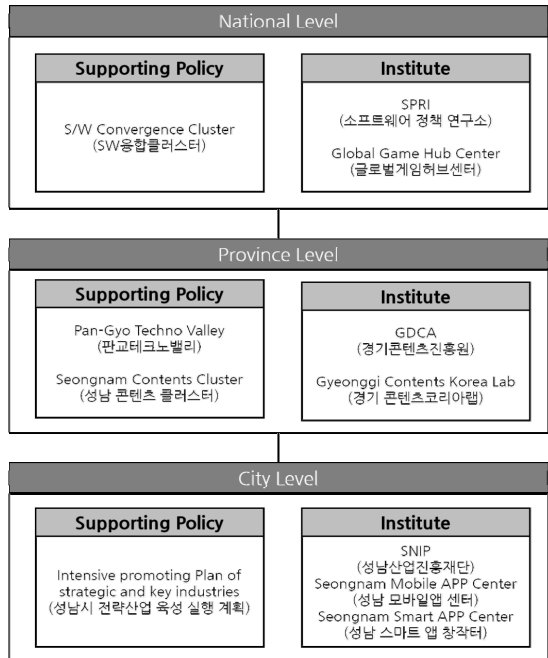 National Level
Supporting Policy
S/W Convergence Cluster
(SW융합클러스터)
Institute
SPRI
(소프트웨어 정책 연구소)
Global Game Hub Center
(글로벌게임허브센터)
Province Level
Supporting Policy
Pan-Gyo Techno Valley
(판교테크노밸리)
Seongnam Contents Cluster
(성남 콘텐츠 클러스터)
Institute
GDCA
(경기콘텐츠진흥원)
Gyeonggi Contents Korea Lab
(경기 콘텐츠코리아랩)
City Level
Supporting Policy
Intensive promoting Plan of
strategic and key industries
(성남시 전략산업 육성 실행 계획)
Institute
SNIP
(성남산업진흥재단)
Seongnam Mobile APP Center
(성남 모바일앱 센터)
Seongnam Smart APP Center
(성남 스마트 앱 창작터)